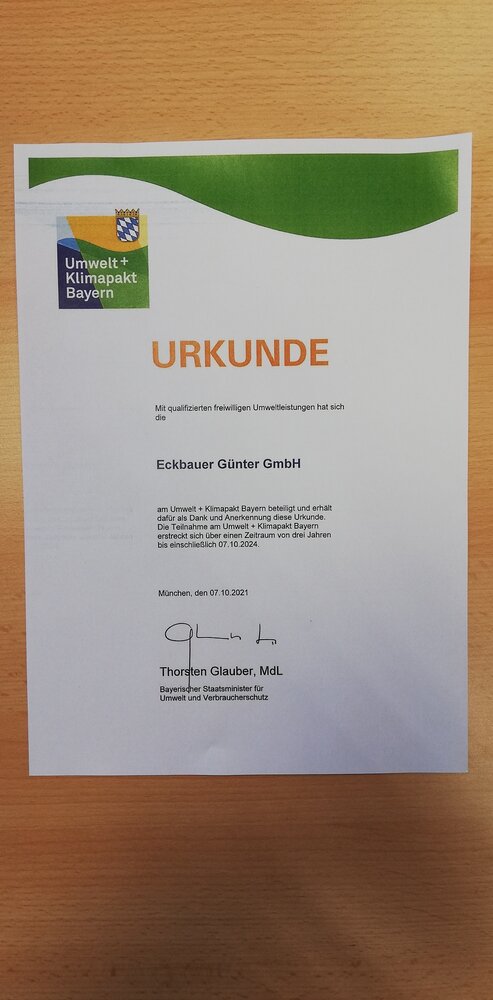 Umwelt +
Klimapakt
Bayern
URKUNDE
Mit qualifizierten freiwilligen Umweltleistungen hat sich
die
Eckbauer Günter GmbH
am Umwelt + Klimapakt Bayern beteiligt und erhält
dafür als Dank und Anerkennung diese Urkunde.
Die Teilnahme am Umwelt + Klimapakt Bayern
erstreckt sich über einen Zeitraum von drei Jahren
bis einschließlich 07.10.2024.
München, den 07.10.2021
Thorsten Glauber, MdL
Bayerischer Staatsminister für
Umwelt und Verbraucherschutz